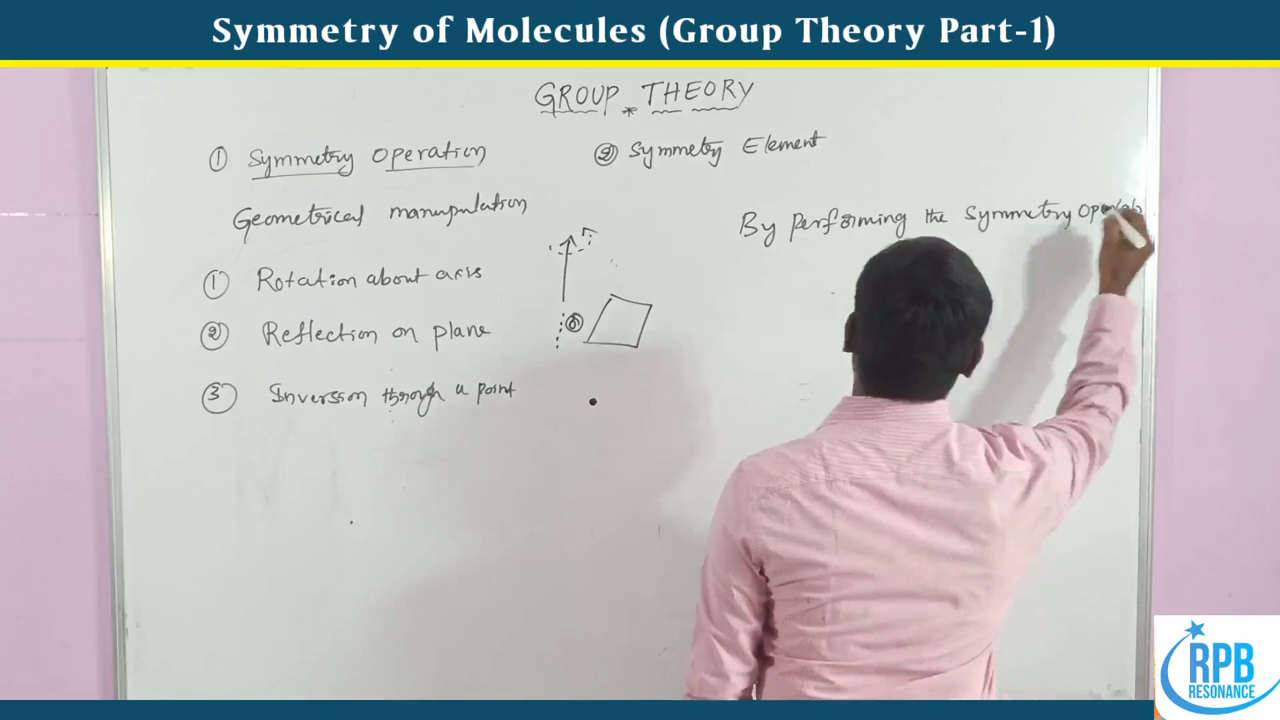 Symmetry of Molecules (Group Theory Part-1)
GROUP THEORY
① Symmetry Operation
② Symmetry Element
Geometrical manupulation
By performing the Symmetry
① Rotation about axis
② Reflection on plane
③ Inversion through a point
RPB
RESONANCE